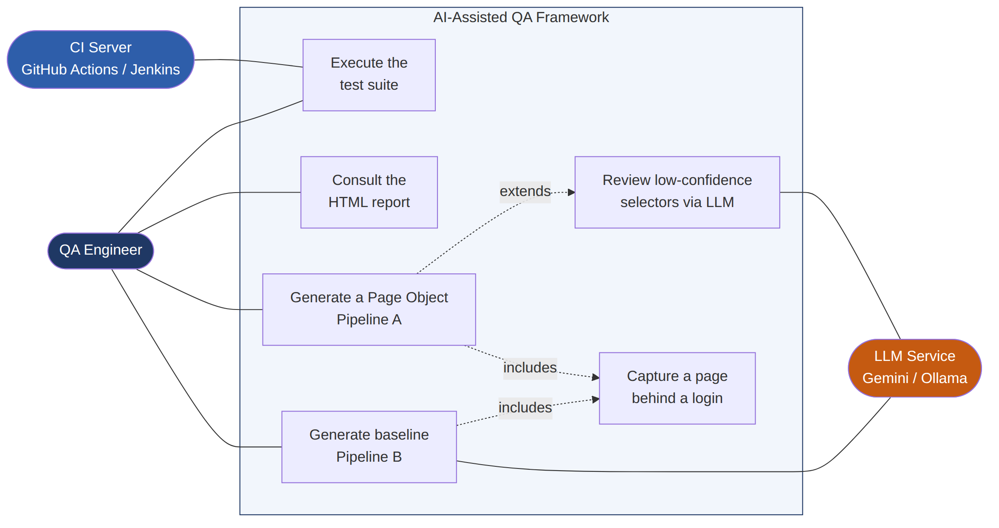 AI-Assisted QA Framework
CI Server
GitHub Actions / Jenkins
Execute the
test suite
Consult the
HTML report
extends
Review low-confidence
selectors via LLM
QA Engineer
Generate a Page Object
Pipeline A
includes
Capture a page
behind a login
LLM Service
Gemini / Ollama
includes
Generate baseline
Pipeline B